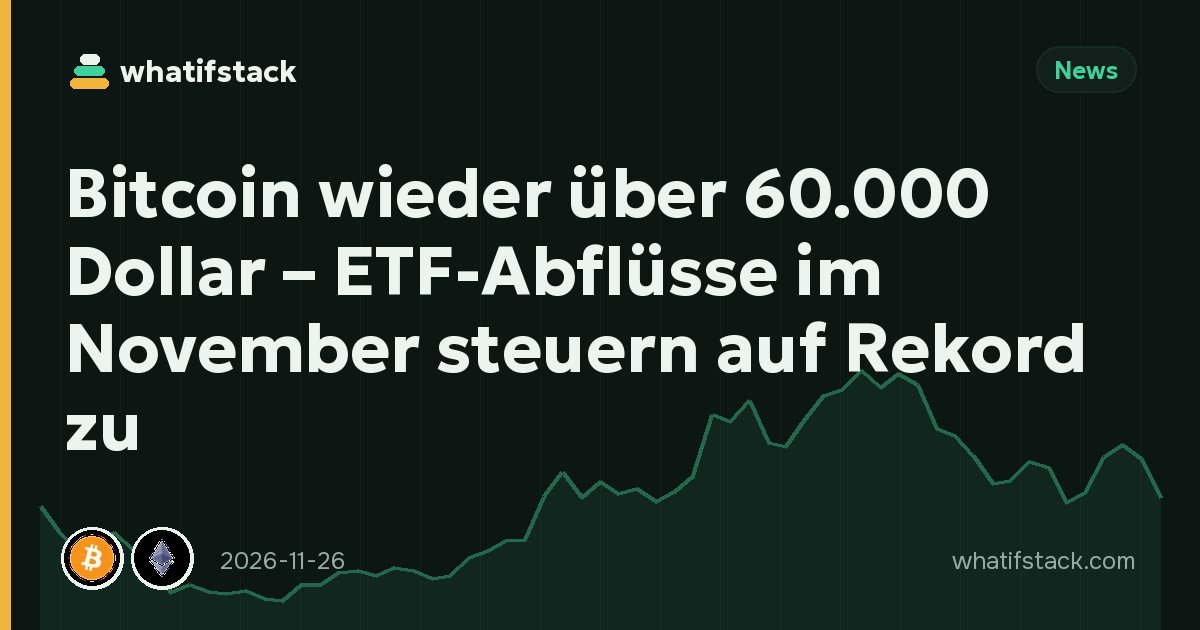 whatifstack
News
Bitcoin wieder über 60.000
Dollar – ETF-Abflüsse im
November steuern auf Rekord
zu
2026-11-26
whatifstack.com